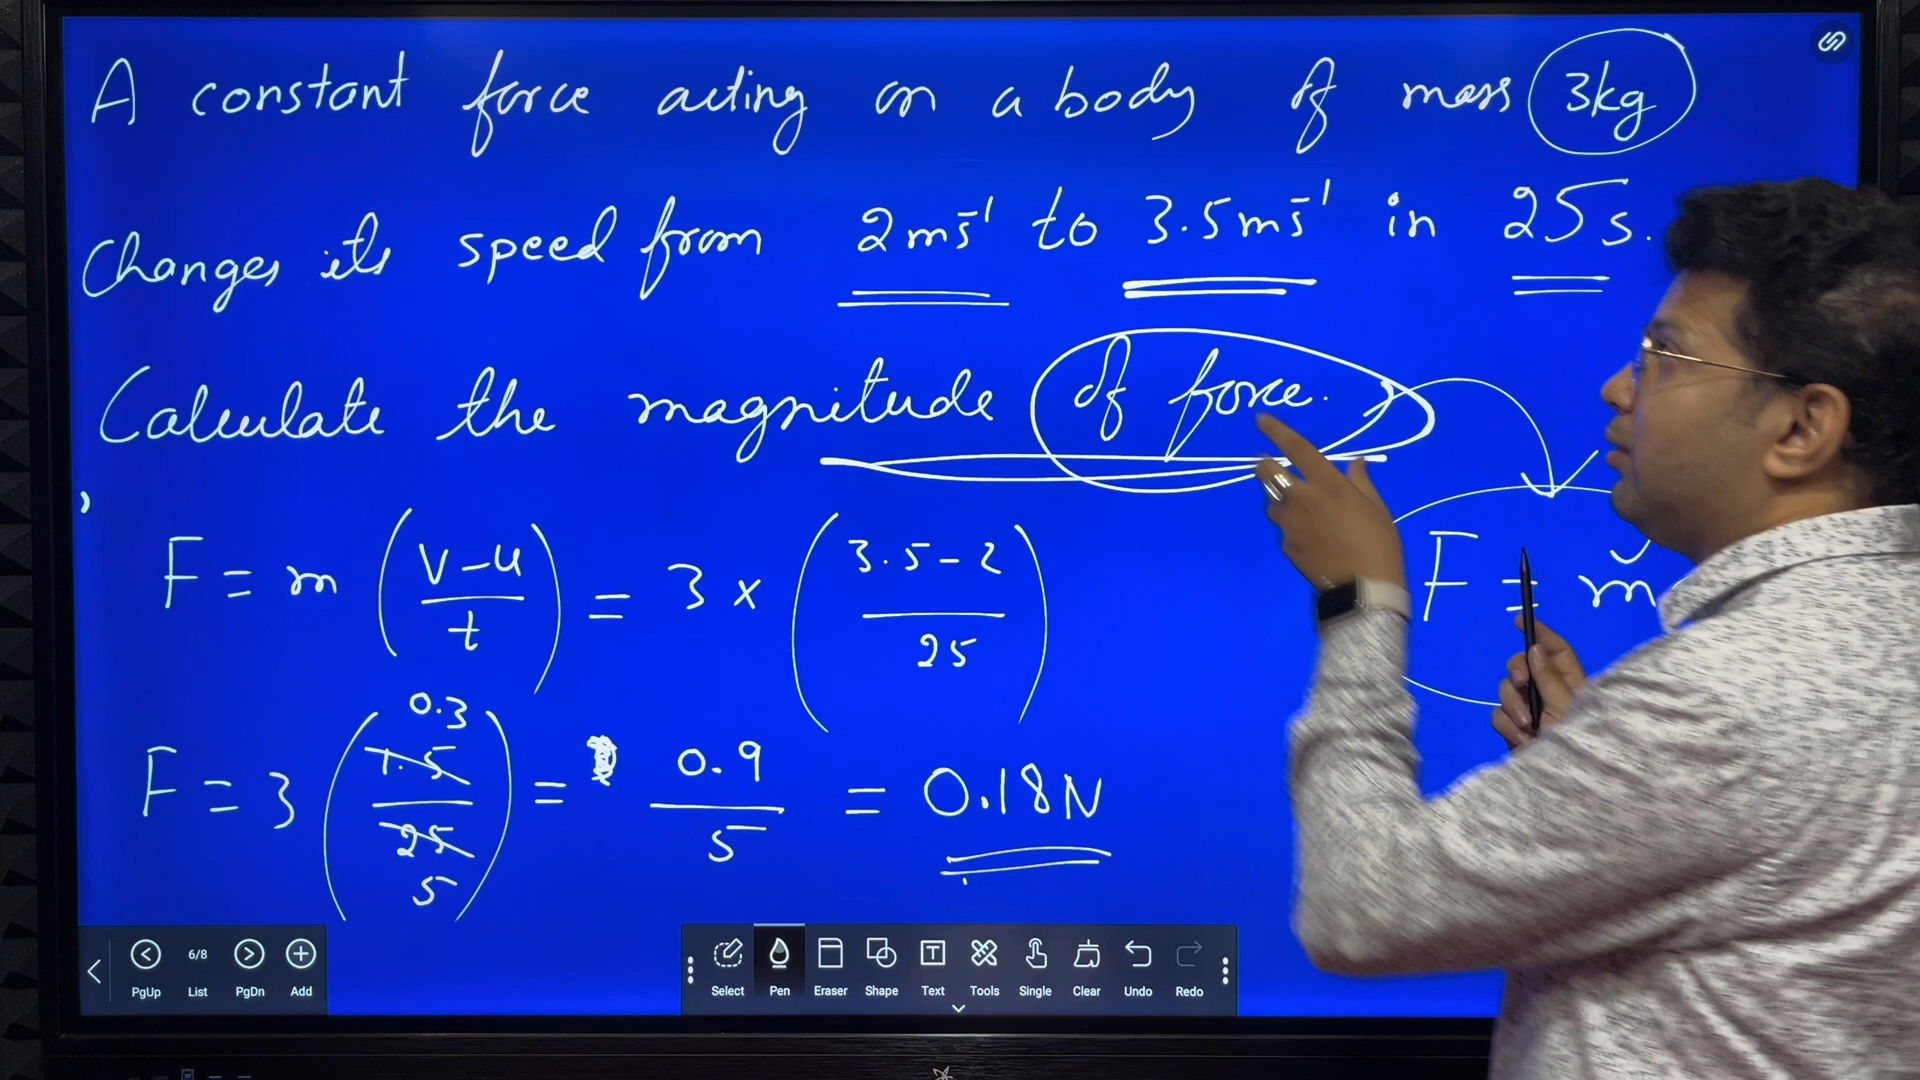 A constant force acting on a body of mass 3kg
changes its speed from 2ms⁻¹ to 3.5ms⁻¹ in 25s.
Calculate the magnitude of force.
F = m (v-u/t) = 3 × (3.5-2/25)
F = m
F = 3 (1.5/25) = 0.9/5 = 0.18N
0.3
5
6/8
PgUp List PgDn Add
Select Pen Eraser Shape Text Tools Single Clear Undo Redo